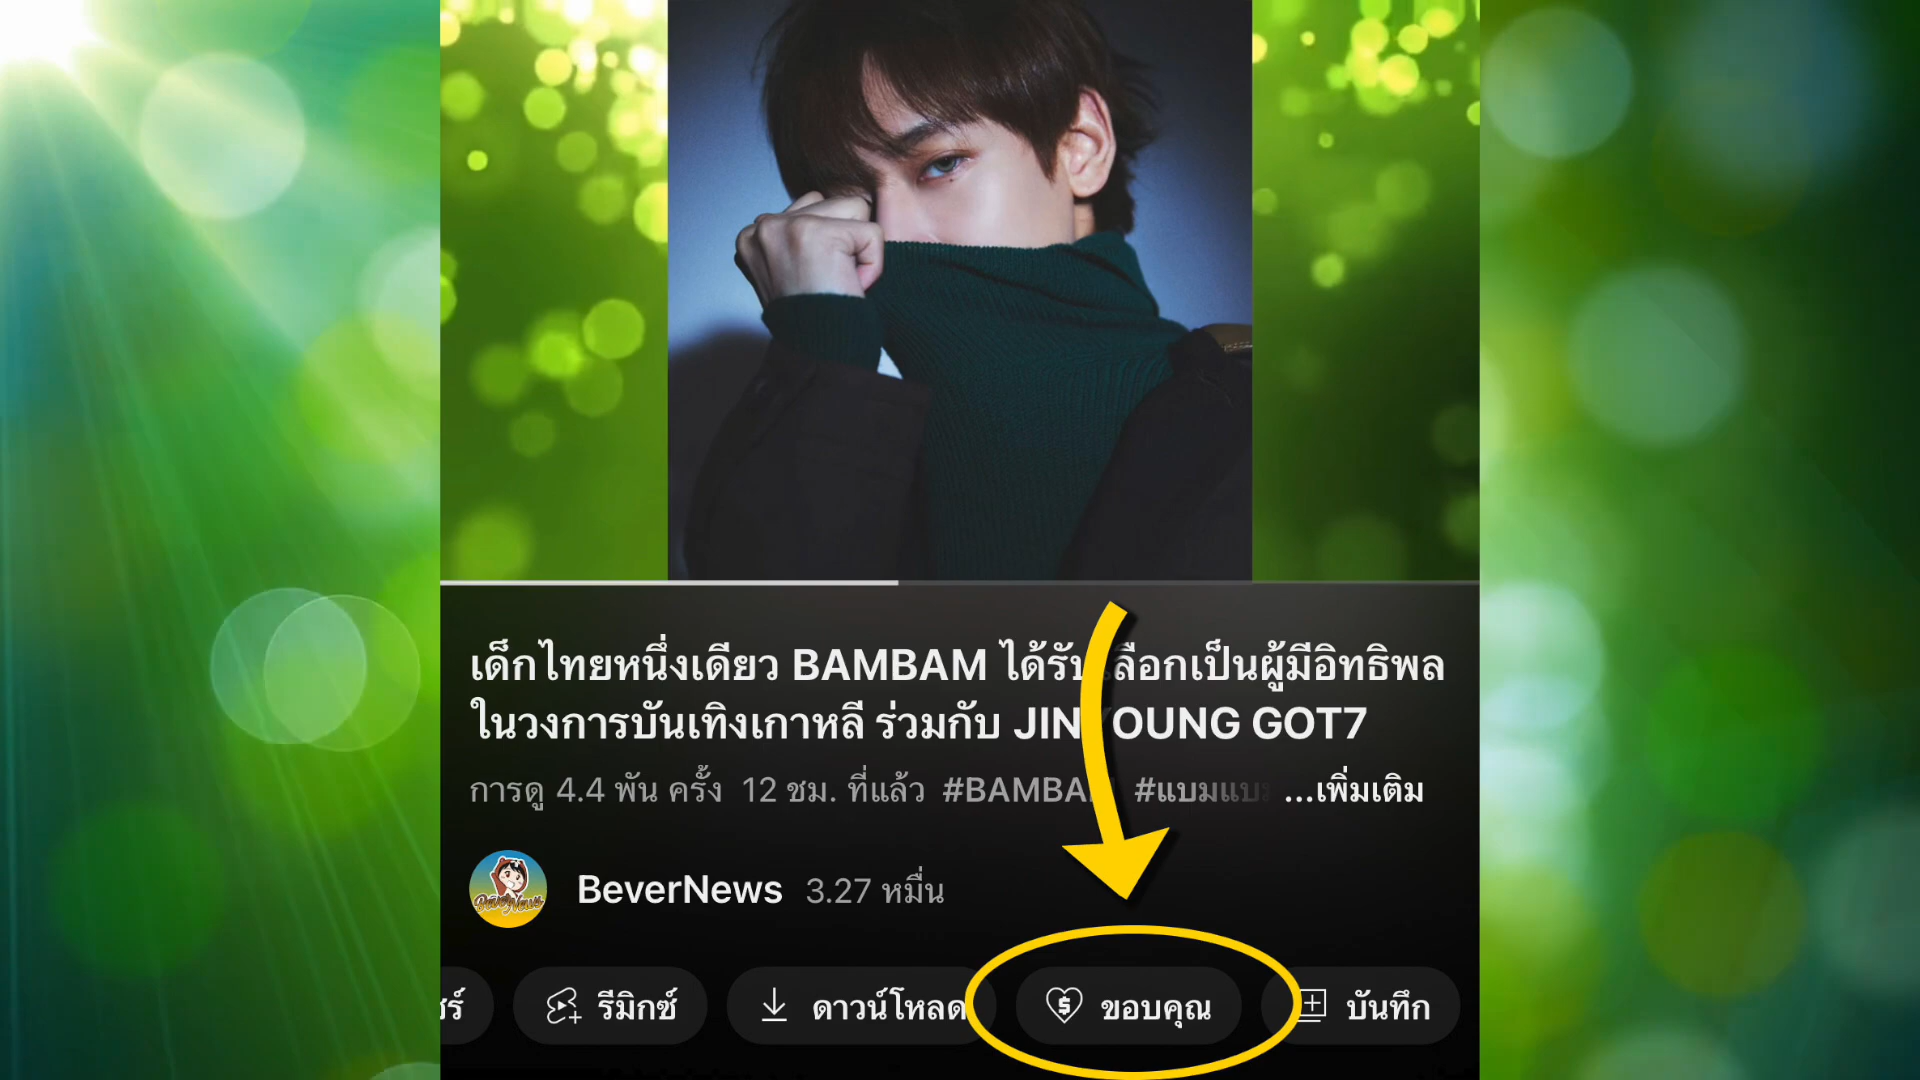 เด็กไทยหนึ่งเดียว BAMBAM ได้รับเลือกเป็นผู้มีอิทธิพล
ในวงการบันเทิงเกาหลี ร่วมกับ JINYOUNG GOT7
การดู 4.4 พัน ครั้ง 12 ชม. ที่แล้ว #BAMBAM #แบมแบม ...เพิ่มเติม
BeverNews
BeverNews 3.27 หมื่น
ร์ รีมิกซ์ ดาวน์โหลด $ ขอบคุณ บันทึก